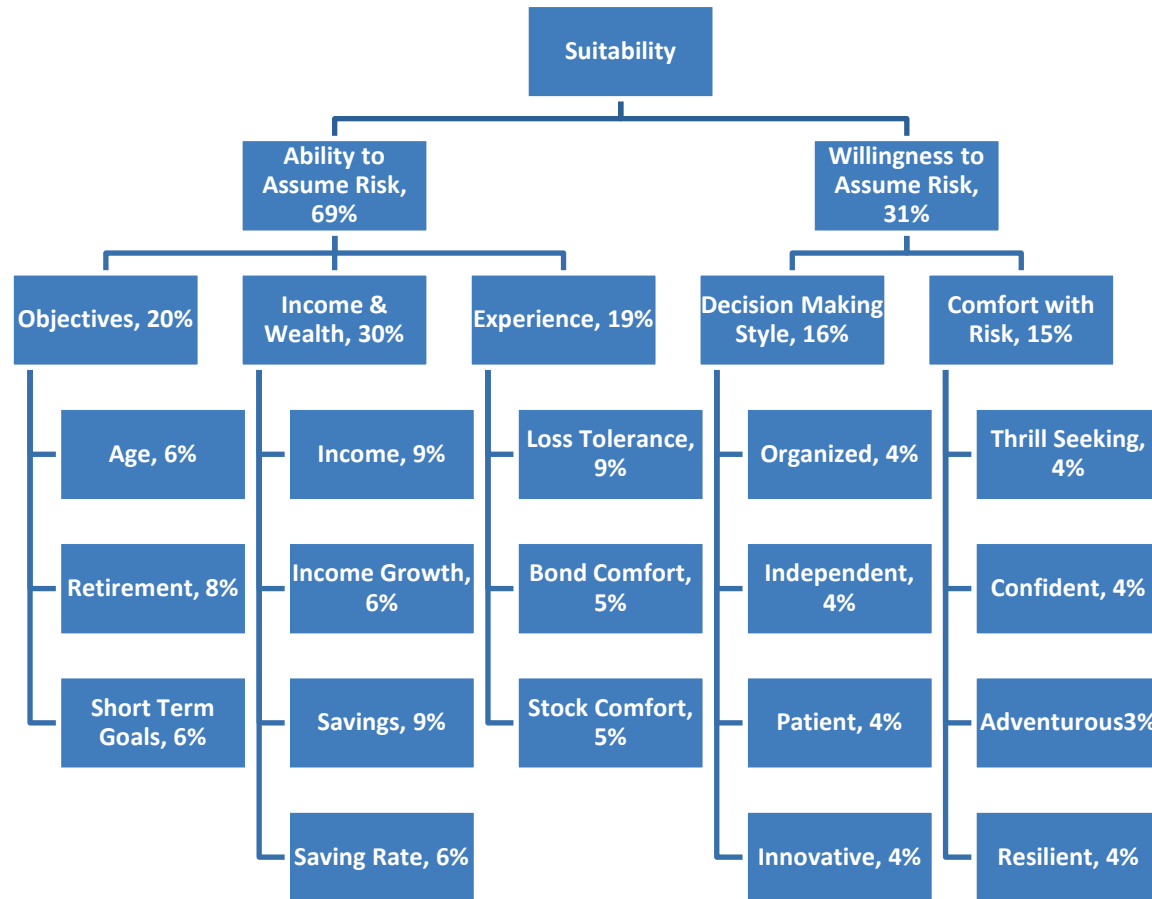 Suitability
Ability to
Assume Risk,
69%
Willingness to
Assume Risk,
31%
Objectives, 20%
Income &
Wealth, 30%
Experience, 19%
Decision Making
Style, 16%
Comfort with
Risk, 15%
Age, 6%
Retirement, 8%
Short Term
Goals, 6%
Income, 9%
Income Growth,
6%
Savings, 9%
Saving Rate, 6%
Loss Tolerance,
9%
Bond Comfort,
5%
Stock Comfort,
5%
Organized, 4%
Independent,
4%
Patient, 4%
Innovative, 4%
Thrill Seeking,
4%
Confident, 4%
Adventurous3%
Resilient, 4%